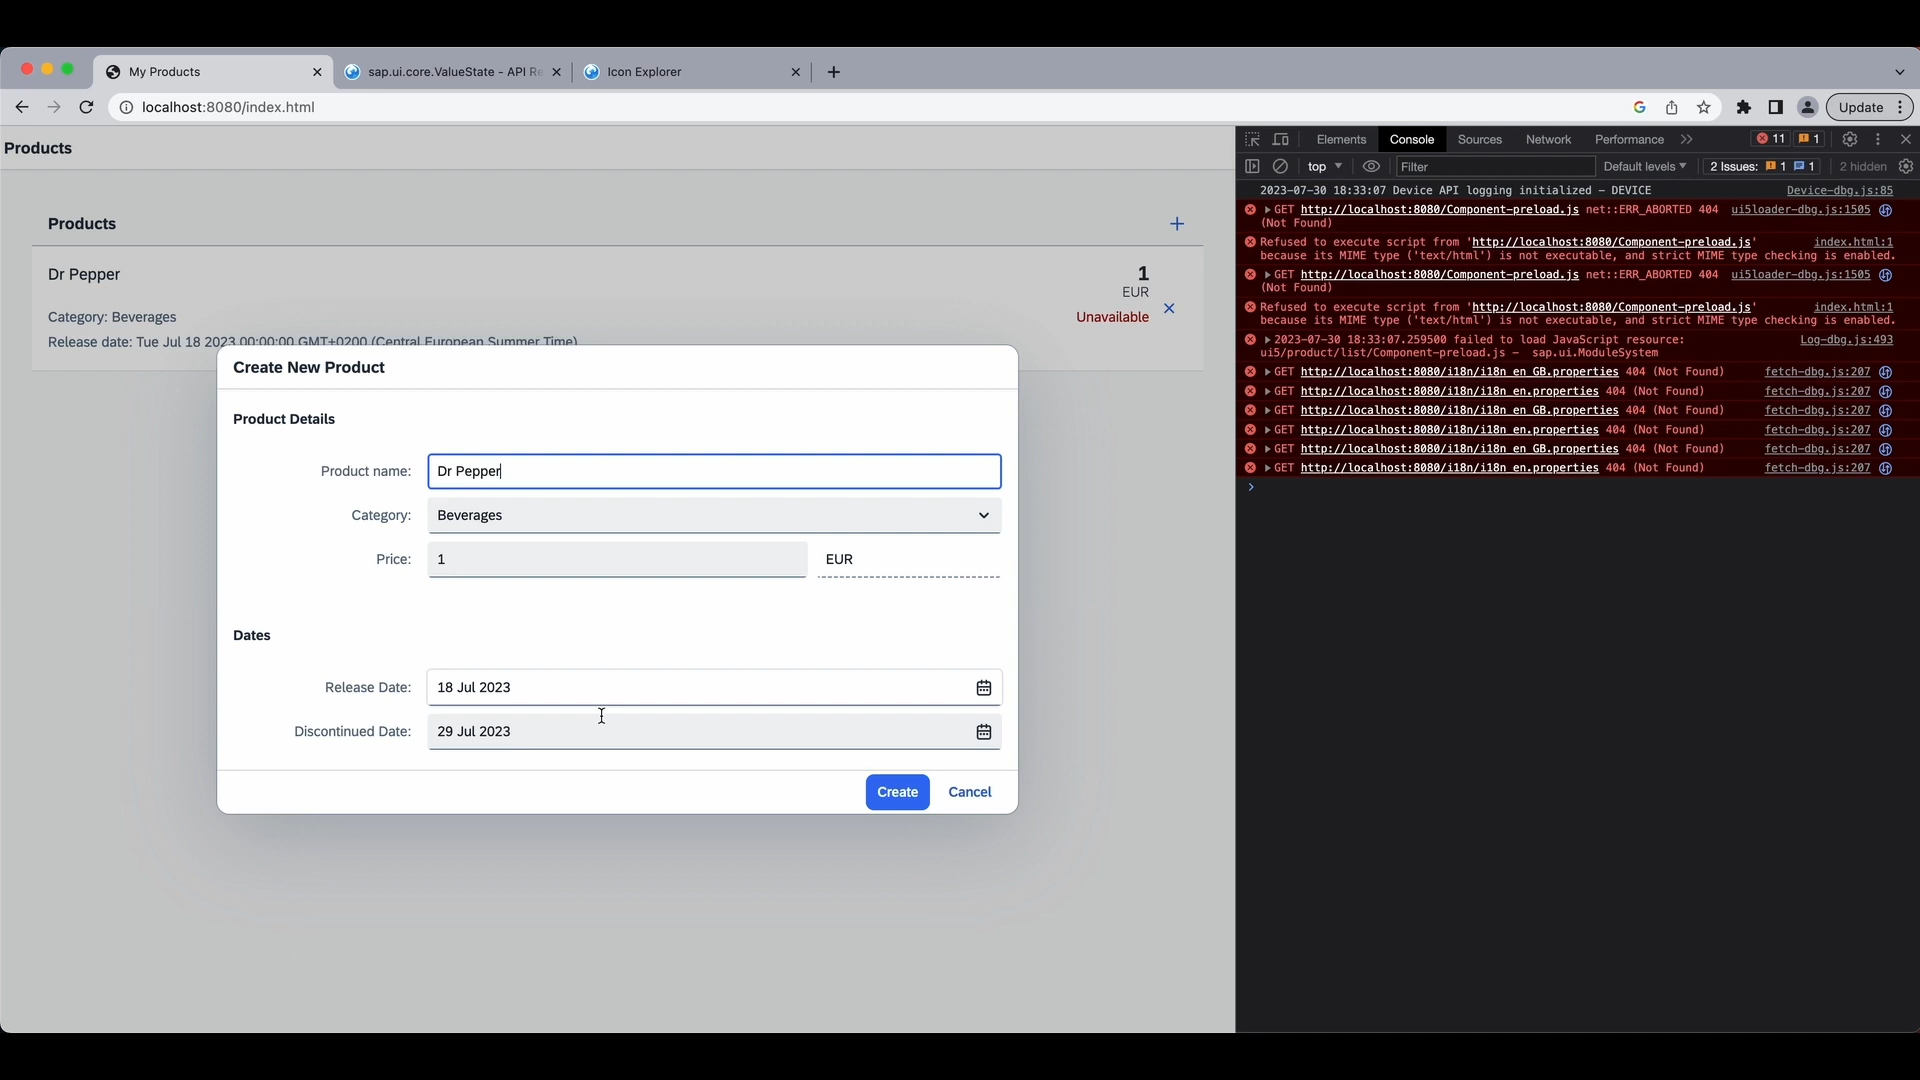 My Products
sap.ui.core.ValueState - API Re
Icon Explorer
localhost:8080/index.html
Update
Products
Products
Dr Pepper
1
EUR
Category: Beverages
Unavailable
Release date: Tue Jul 18 2023 00:00:00 GMT+0200 (Central European Summer Time)
Create New Product
Product Details
Product name:
Dr Pepper
Category:
Beverages
Price:
1
EUR
Dates
Release Date:
18 Jul 2023
Discontinued Date:
29 Jul 2023
Create
Cancel
Elements
Console
Sources
Network
Performance
11
1
top
Filter
Default levels
2 Issues:
1
1
2 hidden
2023-07-30 18:33:07 Device API logging initialized – DEVICE
Device-dbg.js:85
GET http://localhost:8080/Component-preload.js net::ERR_ABORTED 404
ui5loader-dbg.js:1505
(Not Found)
Refused to execute script from 'http://localhost:8080/Component-preload.js'
index.html:1
because its MIME type ('text/html') is not executable, and strict MIME type checking is enabled.
GET http://localhost:8080/Component-preload.js net::ERR_ABORTED 404
ui5loader-dbg.js:1505
(Not Found)
Refused to execute script from 'http://localhost:8080/Component-preload.js'
index.html:1
because its MIME type ('text/html') is not executable, and strict MIME type checking is enabled.
2023-07-30 18:33:07.259500 failed to load JavaScript resource:
Log-dbg.js:493
ui5/product/list/Component-preload.js – sap.ui.ModuleSystem
GET http://localhost:8080/i18n/i18n_en_GB.properties 404 (Not Found)
fetch-dbg.js:207
GET http://localhost:8080/i18n/i18n_en.properties 404 (Not Found)
fetch-dbg.js:207
GET http://localhost:8080/i18n/i18n_en_GB.properties 404 (Not Found)
fetch-dbg.js:207
GET http://localhost:8080/i18n/i18n_en.properties 404 (Not Found)
fetch-dbg.js:207
GET http://localhost:8080/i18n/i18n_en_GB.properties 404 (Not Found)
fetch-dbg.js:207
GET http://localhost:8080/i18n/i18n_en.properties 404 (Not Found)
fetch-dbg.js:207